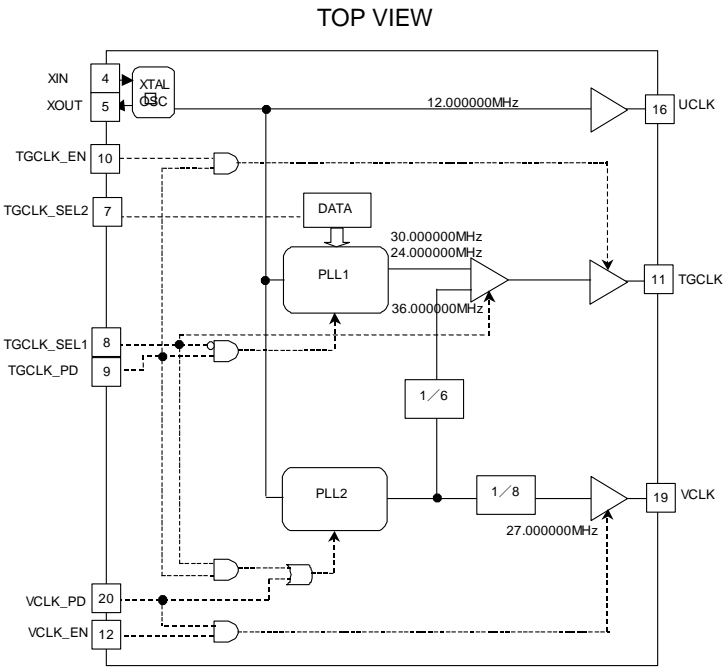 TOP VIEW
XIN
4
XTAL
OSC
XOUT
5
12.000000MHz
16
UCLK
TGCLK_EN
10
TGCLK_SEL2
7
DATA
30.000000MHz
24.000000MHz
PLL1
11
TGCLK
36.000000MHz
TGCLK_SEL1
8
TGCLK_PD
9
1/6
PLL2
1/8
19
VCLK
27.000000MHz
VCLK_PD
20
VCLK_EN
12